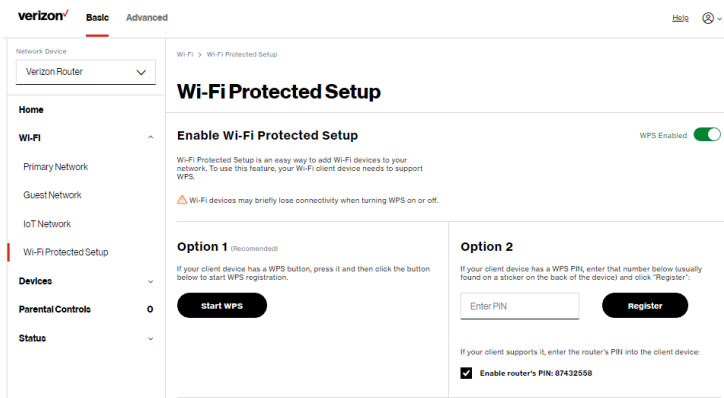 verizon✓
Basic
Advanced
Help
Network Device
Verizon Router
Home
Wi-Fi
Primary Network
Guest Network
IoT Network
Wi-Fi Protected Setup
Devices
Parental Controls 0
Status
Wi-Fi > Wi-Fi Protected Setup
Wi-Fi Protected Setup
Enable Wi-Fi Protected Setup
WPS Enabled
Wi-Fi Protected Setup is an easy way to add Wi-Fi devices to your
network. To use this feature, your Wi-Fi client device needs to support
WPS.
Wi-Fi devices may briefly lose connectivity when turning WPS on or off.
Option 1 (Recomended)
If your client device has a WPS button, press it and then click the button
below to start WPS registration.
Start WPS
Option 2
If your client device has a WPS PIN, enter that number below (usually
found on a sticker on the back of the device) and click "Register":
Enter PIN
Register
If your client supports it, enter the router's PIN into the client device:
Enable router's PIN: 87432558